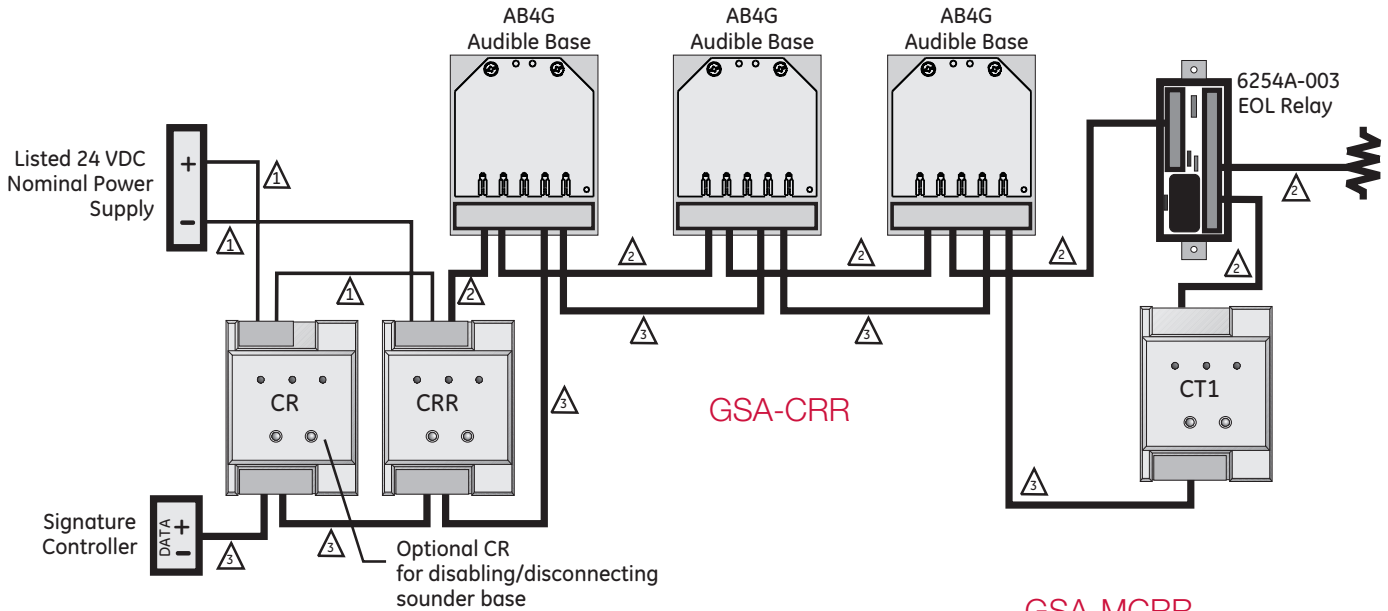 AB4G
Audible Base
AB4G
Audible Base
AB4G
Audible Base
6254A-003
EOL Relay
Listed 24 VDC
Nominal Power
Supply
+
–
1
1
1
2
2
2
2
2
2
3
3
3
CR
CRR
GSA-CRR
CT1
3
Signature
Controller
DATA
+
–
3
3
Optional CR
for disabling/disconnecting
sounder base
GSA-MCRR